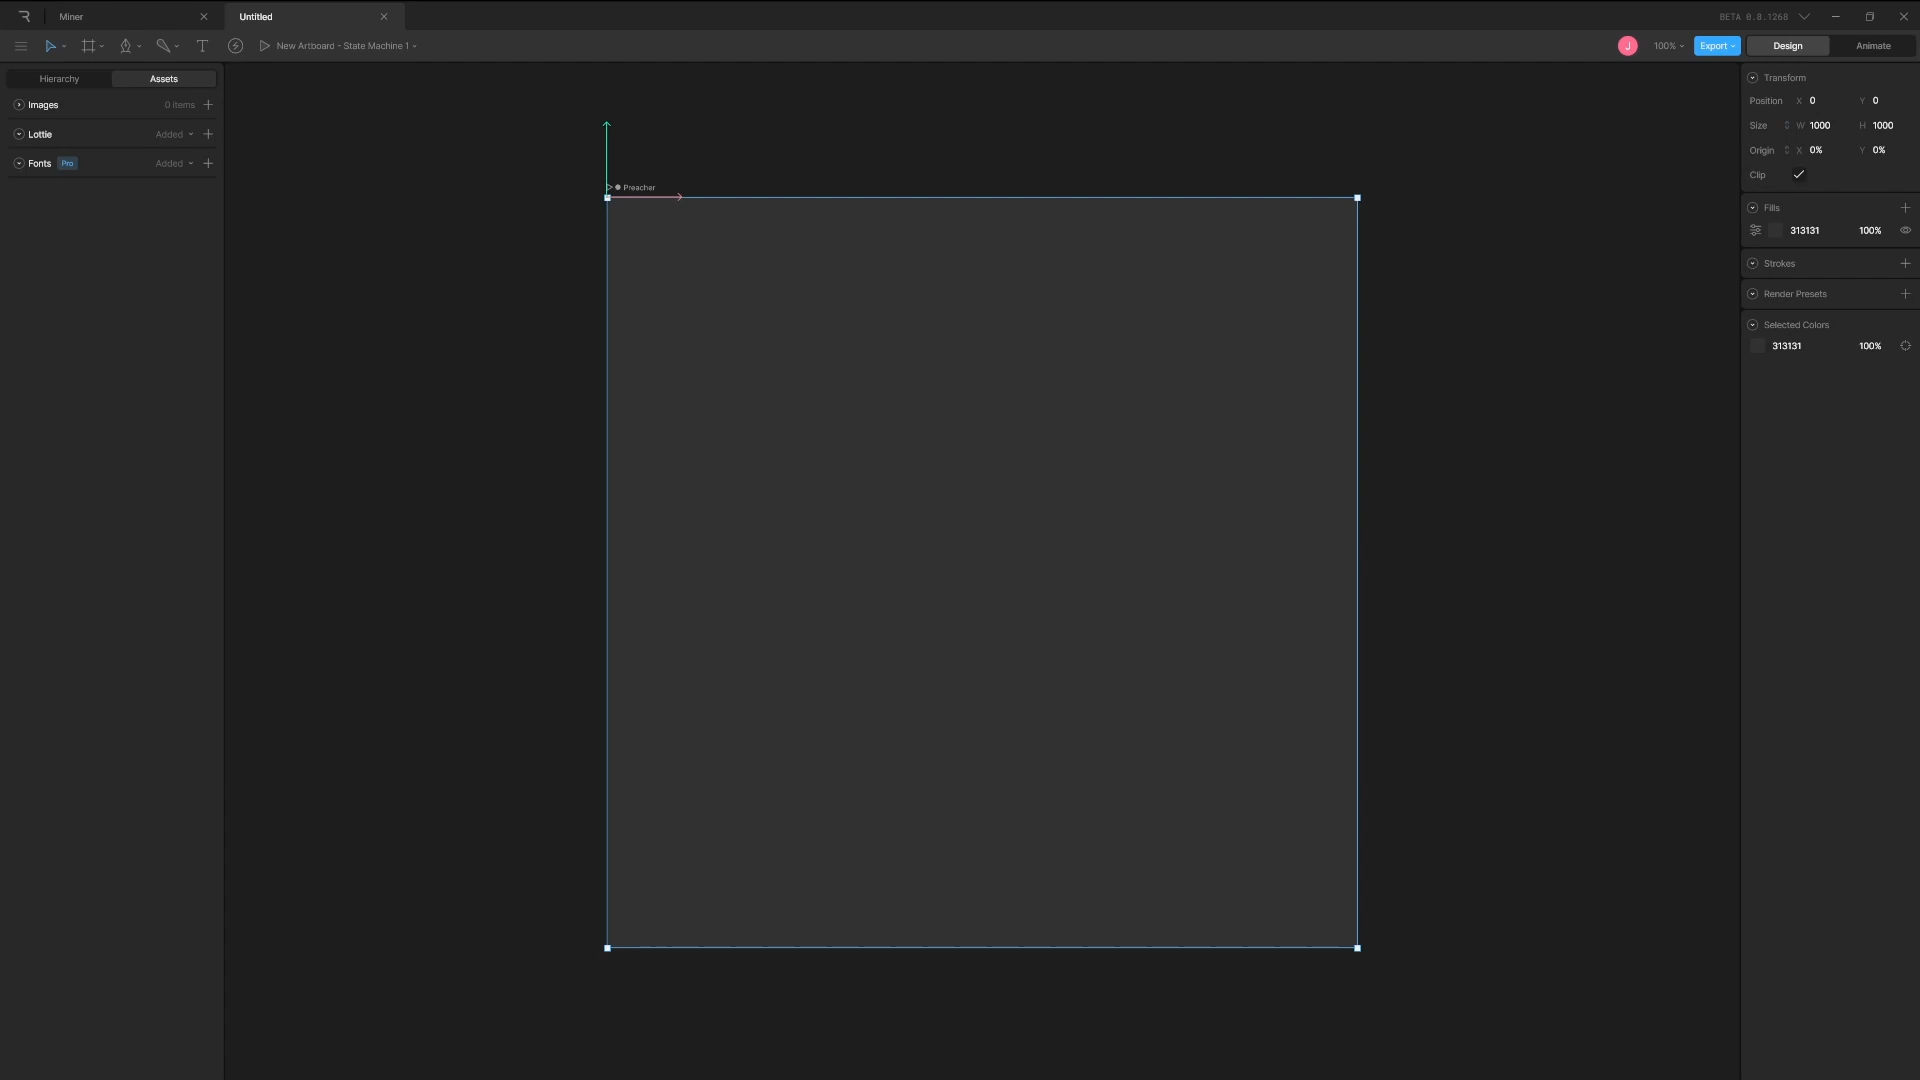 Miner
Untitled
BETA 0.8.1268
New Artboard - State Machine 1
J
100%
Export
Design
Animate
Hierarchy
Assets
Images
0 items
Lottie
Added
Fonts
Pro
Added
Preacher
Transform
Position X 0 Y 0
Size W 1000 H 1000
Origin X 0% Y 0%
Clip
Fills
313131 100%
Strokes
Render Presets
Selected Colors
313131 100%